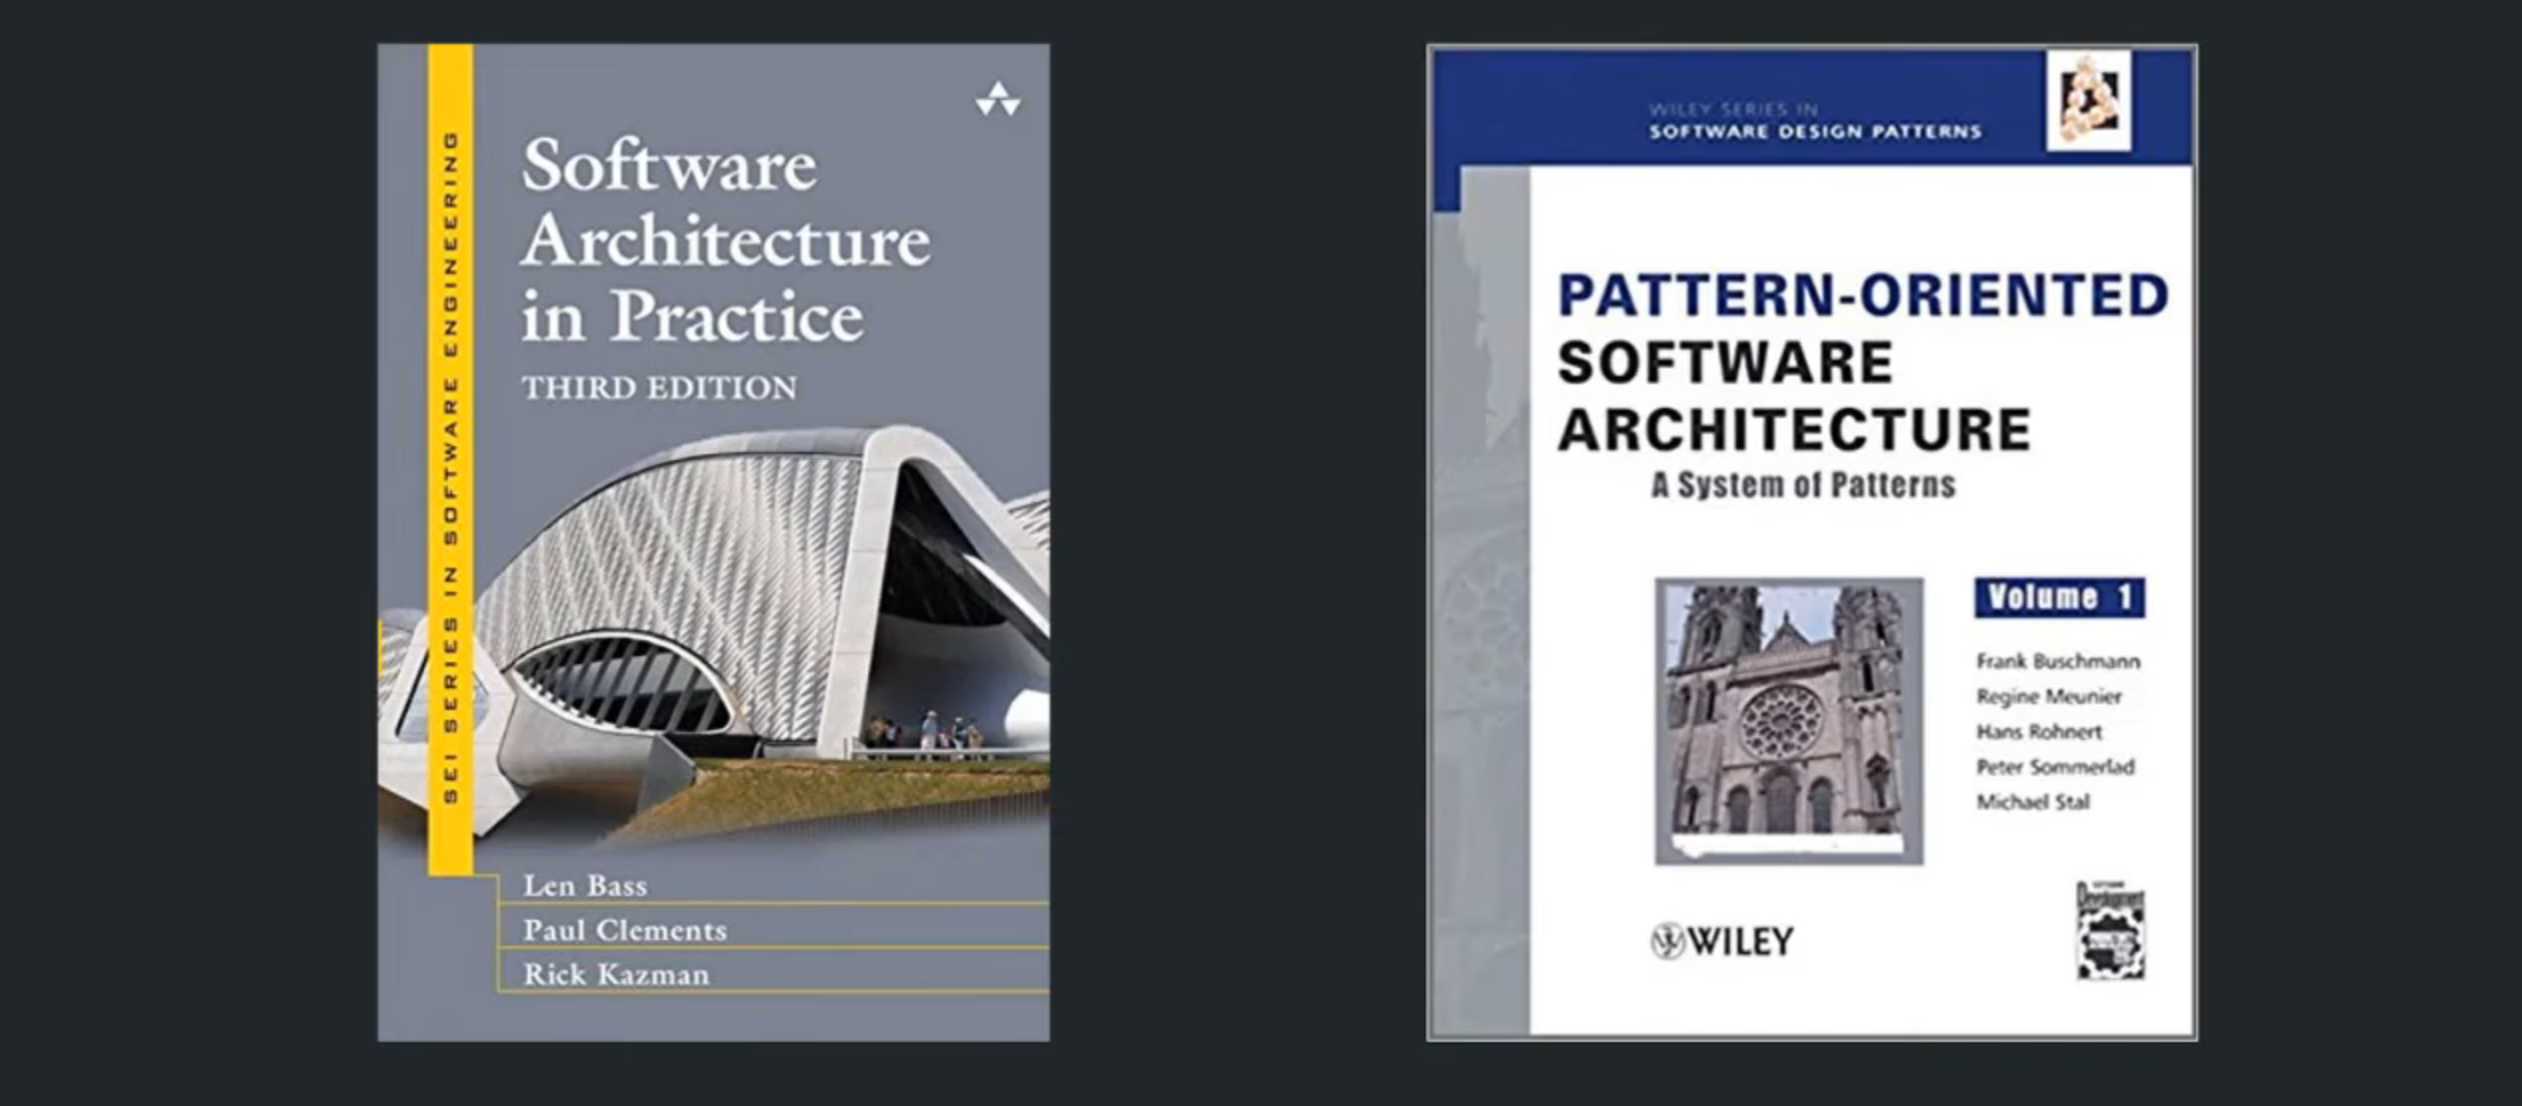 SEI SERIES IN SOFTWARE ENGINEERING
Software
Architecture
in Practice
THIRD EDITION
Len Bass
Paul Clements
Rick Kazman
WILEY SERIES IN
SOFTWARE DESIGN PATTERNS
PATTERN-ORIENTED
SOFTWARE
ARCHITECTURE
A System of Patterns
Volume 1
Frank Buschmann
Regine Meunier
Hans Rohnert
Peter Sommerlad
Michael Stal
WILEY
Development